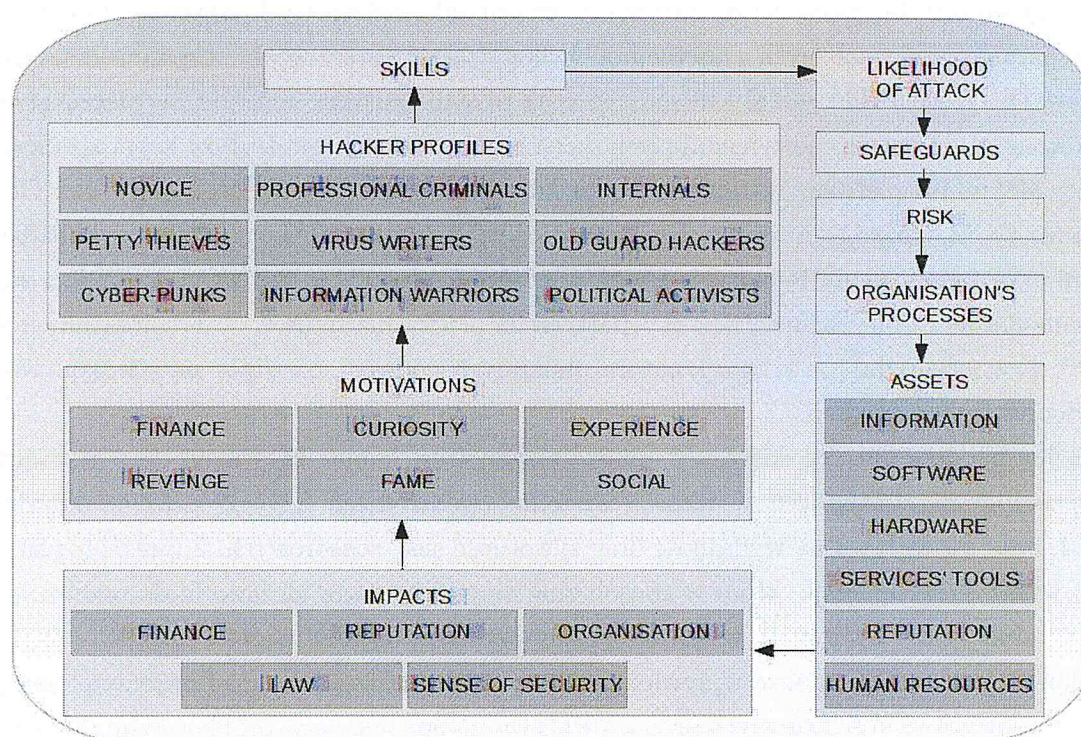 SKILLS
LIKELIHOOD
OF ATTACK
SAFEGUARDS
RISK
ORGANISATION'S
PROCESSES
HACKER PROFILES
NOVICE
PROFESSIONAL CRIMINALS
INTERNALS
PETTY THIEVES
VIRUS WRITERS
OLD GUARD HACKERS
CYBER-PUNKS
INFORMATION WARRIORS
POLITICAL ACTIVISTS
MOTIVATIONS
FINANCE
CURIOSITY
EXPERIENCE
REVENGE
FAME
SOCIAL
ASSETS
INFORMATION
SOFTWARE
HARDWARE
SERVICES' TOOLS
REPUTATION
HUMAN RESOURCES
IMPACTS
FINANCE
REPUTATION
ORGANISATION
LAW
SENSE OF SECURITY